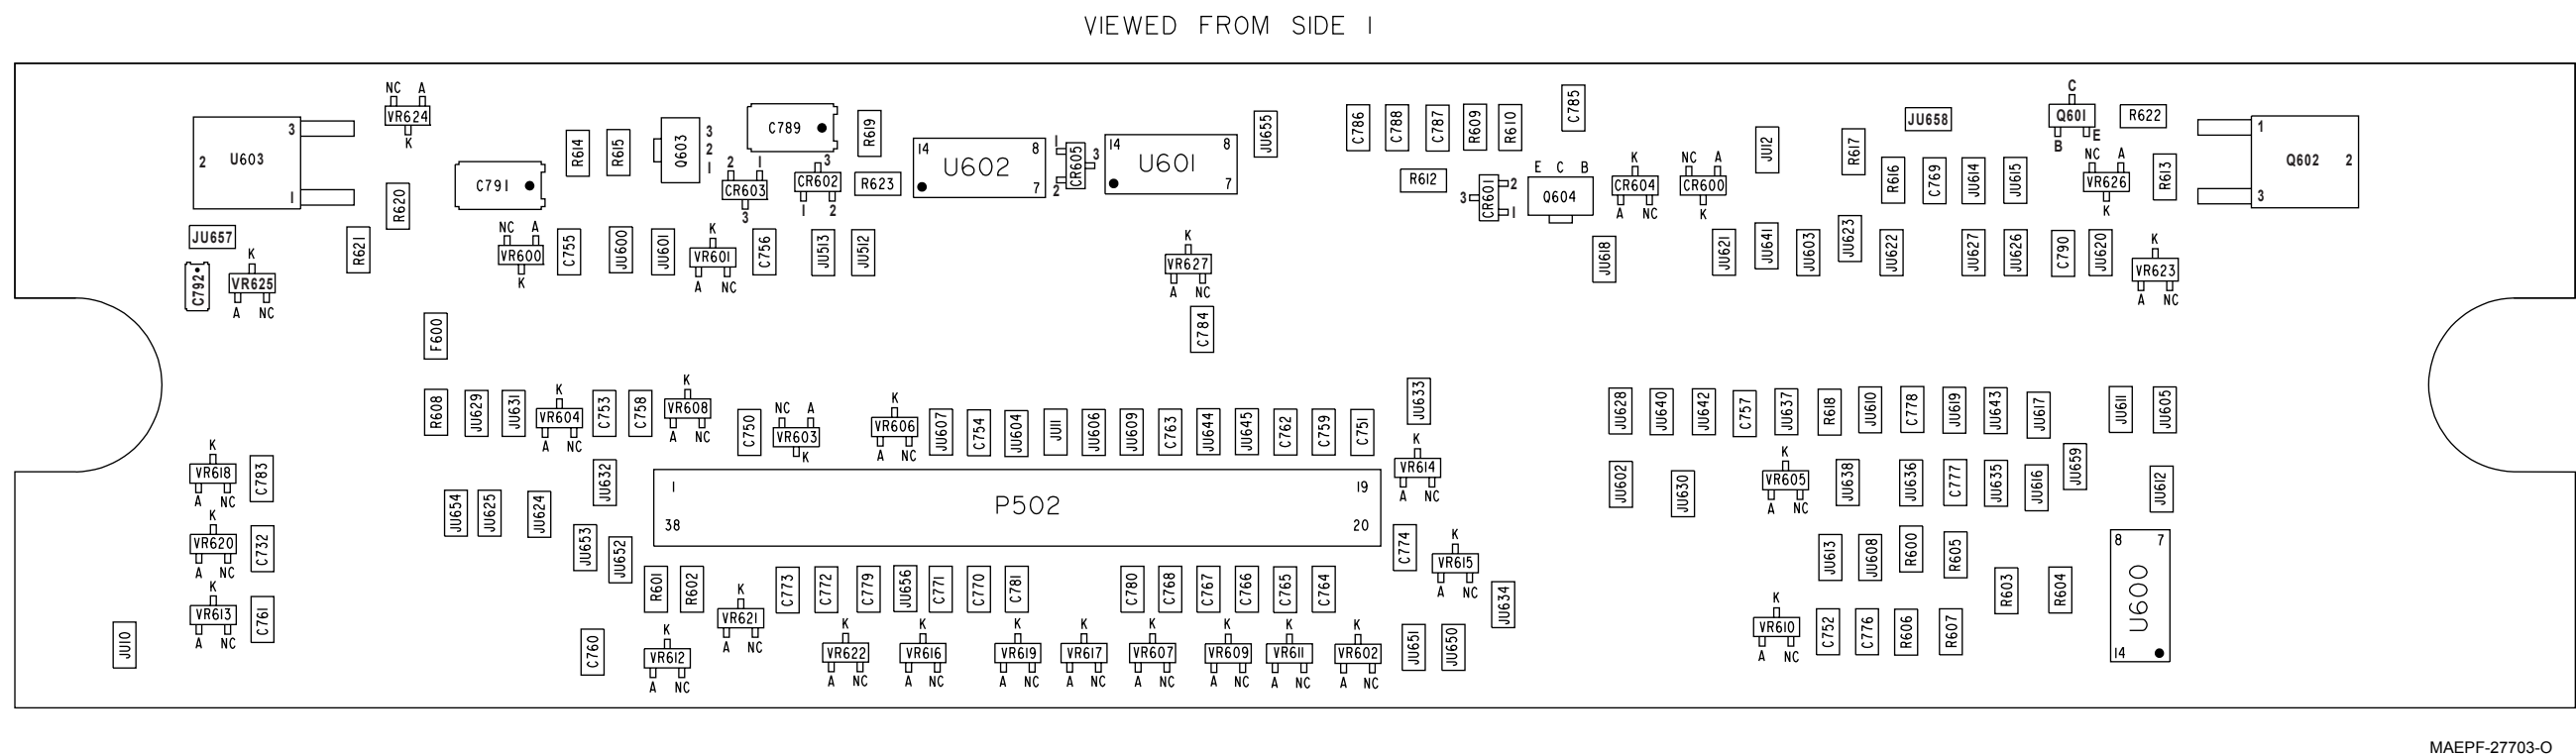 VIEWED FROM SIDE 1
NC A
VR624
K
3
2 U603
1
R620
JU657
R621
C792
K
VR625
A NC
C791
R614
R615
Q603
3
2
1
C789
R619
2 1
CR603
3
3
CR602
1 2
R623
14 8
U602
7
1
CR605
3
2
14 8
U601
7
JU655
NC A
VR600
K
C755
JU600
JU601
K
VR601
A NC
C756
JU513
JU512
K
VR627
A NC
C784
C786
C788
C787
R609
R610
C785
R612
3 CR601 2
1
E C B
Q604
K
CR604
A NC
NC A
CR600
K
JU12
R617
JU658
R616
C769
JU614
JU615
C
Q601
B E
R622
NC A
VR626
K
R613
1
Q602 2
3
JU618
JU621
JU641
JU603
JU623
JU622
JU627
JU626
C790
JU620
K
VR623
A NC
F600
R608
JU629
JU631
K
VR604
A NC
C753
C758
K
VR608
A NC
C750
NC A
VR603
K
K
VR606
A NC
JU607
C754
JU604
JU11
JU606
JU609
C763
JU644
JU645
C762
C759
C751
JU633
K
VR614
A NC
JU628
JU640
JU642
C757
JU637
R618
JU610
C778
JU619
JU643
JU617
JU611
JU605
K
VR618
A NC
C783
JU654
JU625
JU624
JU632
1 19
P502
38 20
JU602
JU630
K
VR605
A NC
JU638
JU636
C777
JU635
JU616
JU659
JU612
K
VR620
A NC
C732
JU653
JU652
C774
K
VR615
A NC
JU613
JU608
R600
R605
8 7
U600
14
K
VR613
A NC
C761
JU10
R601
R602
K
VR621
A NC
C773
C772
C779
JU656
C771
C770
C781
C780
C768
C767
C766
C765
C764
JU634
R603
R604
C760
K
VR612
A NC
K
VR622
A NC
K
VR616
A NC
K
VR619
A NC
K
VR617
A NC
K
VR607
A NC
K
VR609
A NC
K
VR611
A NC
K
VR602
A NC
JU651
JU650
K
VR610
A NC
C752
C776
R606
R607
MAEPF-27703-O